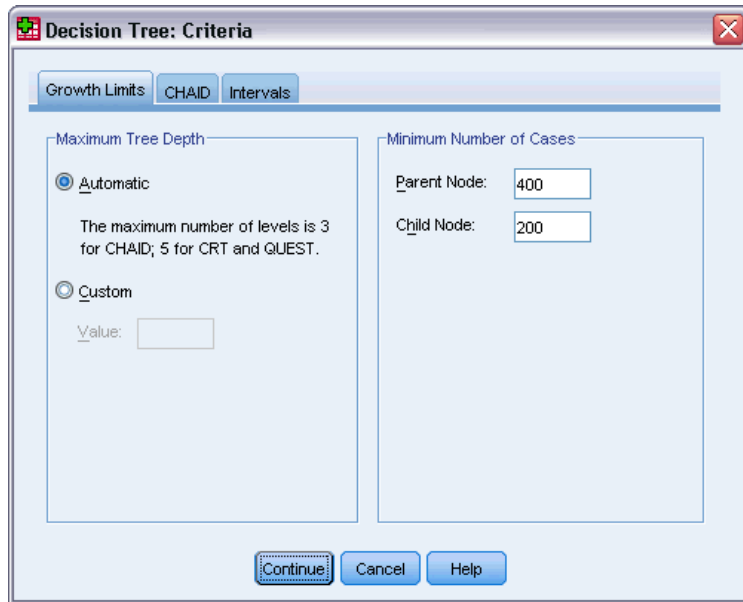 Decision Tree: Criteria
Growth Limits
CHAID
Intervals
Maximum Tree Depth
Automatic
The maximum number of levels is 3
for CHAID; 5 for CRT and QUEST.
Custom
Value:
Minimum Number of Cases
Parent Node: 400
Child Node: 200
Continue
Cancel
Help